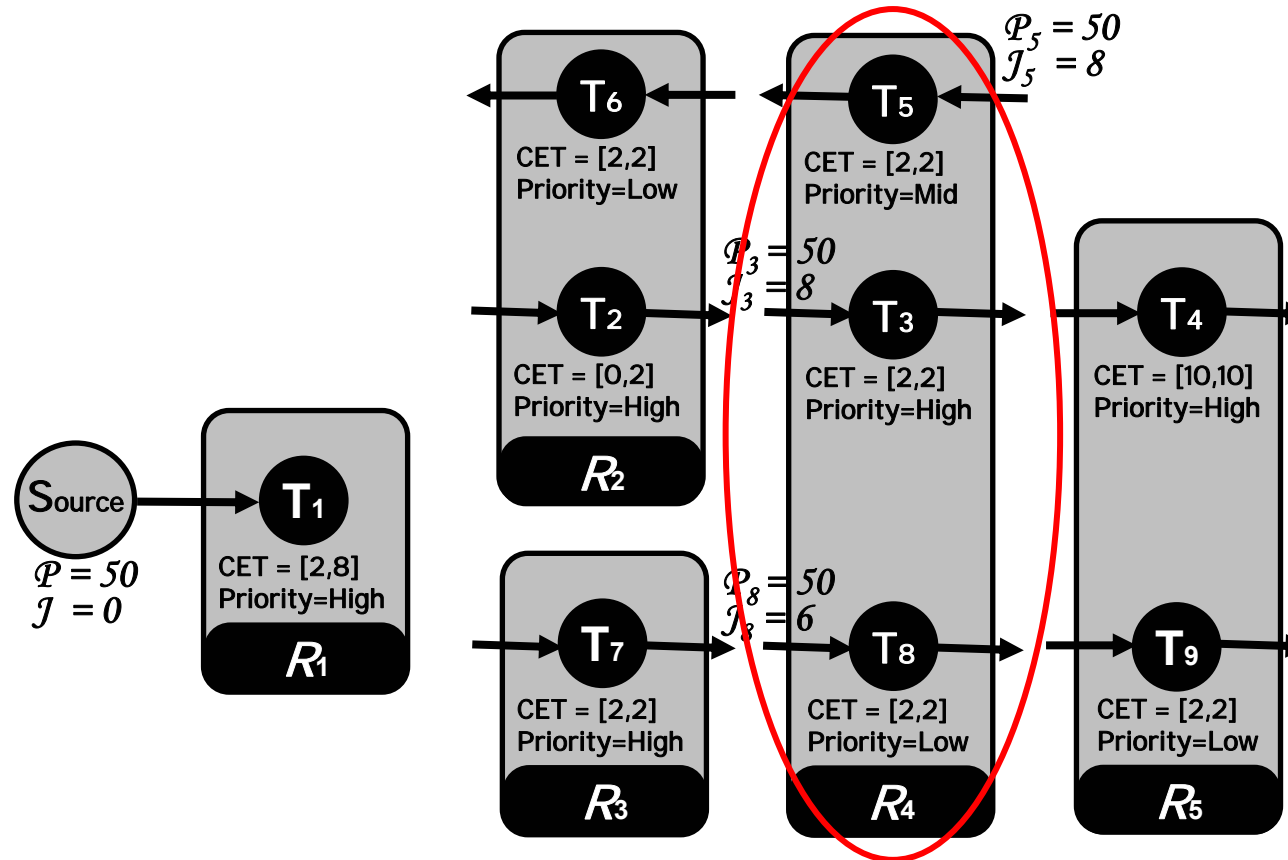 Source
𝒫 = 50
𝒥 = 0
T₁
CET = [2,8]
Priority=High
R₁
T₆
CET = [2,2]
Priority=Low
T₂
CET = [0,2]
Priority=High
R₂
T₇
CET = [2,2]
Priority=High
R₃
𝒫₅ = 50
𝒥₅ = 8
T₅
CET = [2,2]
Priority=Mid
𝒫₃ = 50
𝒥₃ = 8
T₃
CET = [2,2]
Priority=High
𝒫₈ = 50
𝒥₈ = 6
T₈
CET = [2,2]
Priority=Low
R₄
T₄
CET = [10,10]
Priority=High
T₉
CET = [2,2]
Priority=Low
R₅